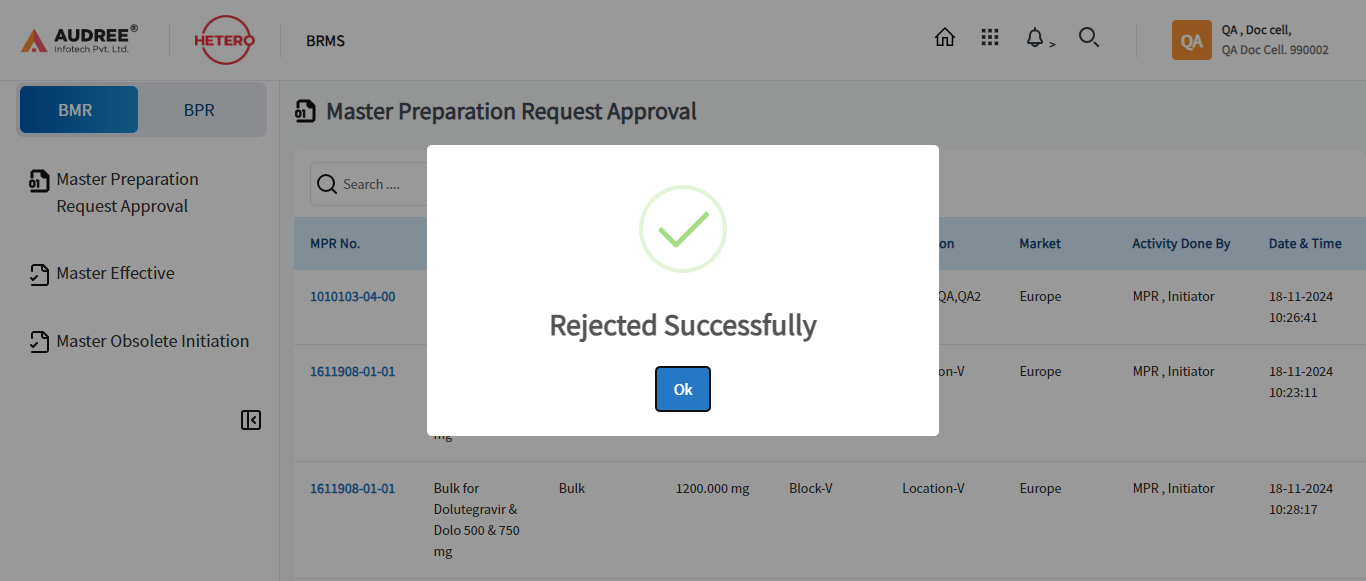 AUDREE®
Infotech Pvt. Ltd.
HETERO
BRMS
>
QA
QA , Doc cell,
QA Doc Cell. 990002
BMR
BPR
Master Preparation
Request Approval
Master Effective
Master Obsolete Initiation
01
01
Master Preparation Request Approval
Search ....
MPR No.
on
Market
Activity Done By
Date & Time
1010103-04-00
QA,QA2
Europe
MPR , Initiator
18-11-2024
10:26:41
1611908-01-01
on-V
Europe
MPR , Initiator
18-11-2024
10:23:11
mg
1611908-01-01
Bulk for
Dolutegravir &
Dolo 500 & 750
mg
Bulk
1200.000 mg
Block-V
Location-V
Europe
MPR , Initiator
18-11-2024
10:28:17
Rejected Successfully
Ok